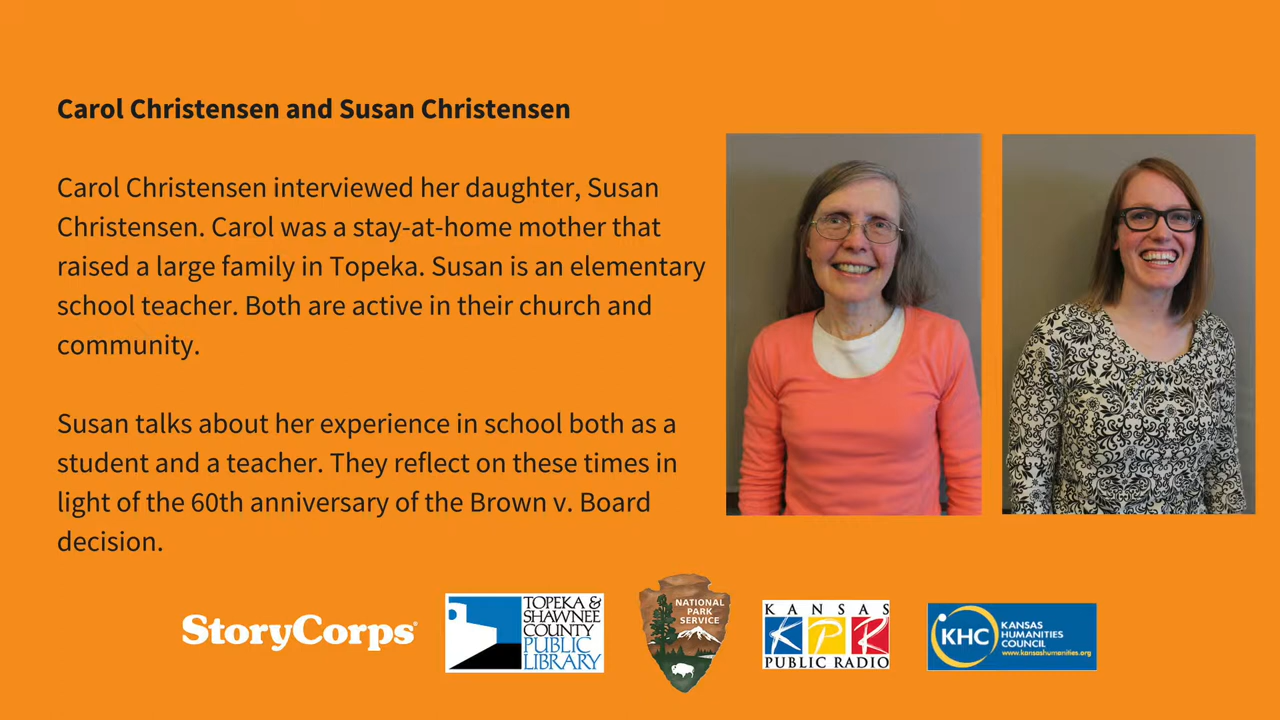 Carol Christensen and Susan Christensen
Carol Christensen interviewed her daughter, Susan
Christensen. Carol was a stay-at-home mother that
raised a large family in Topeka. Susan is an elementary
school teacher. Both are active in their church and
community.
Susan talks about her experience in school both as a
student and a teacher. They reflect on these times in
light of the 60th anniversary of the Brown v. Board
decision.
StoryCorps
TOPEKA &
SHAWNEE
COUNTY
PUBLIC
LIBRARY
NATIONAL
PARK
SERVICE
KANSAS
KPR
PUBLIC RADIO
KHC
KANSAS
HUMANITIES
COUNCIL
www.kansashumanities.org